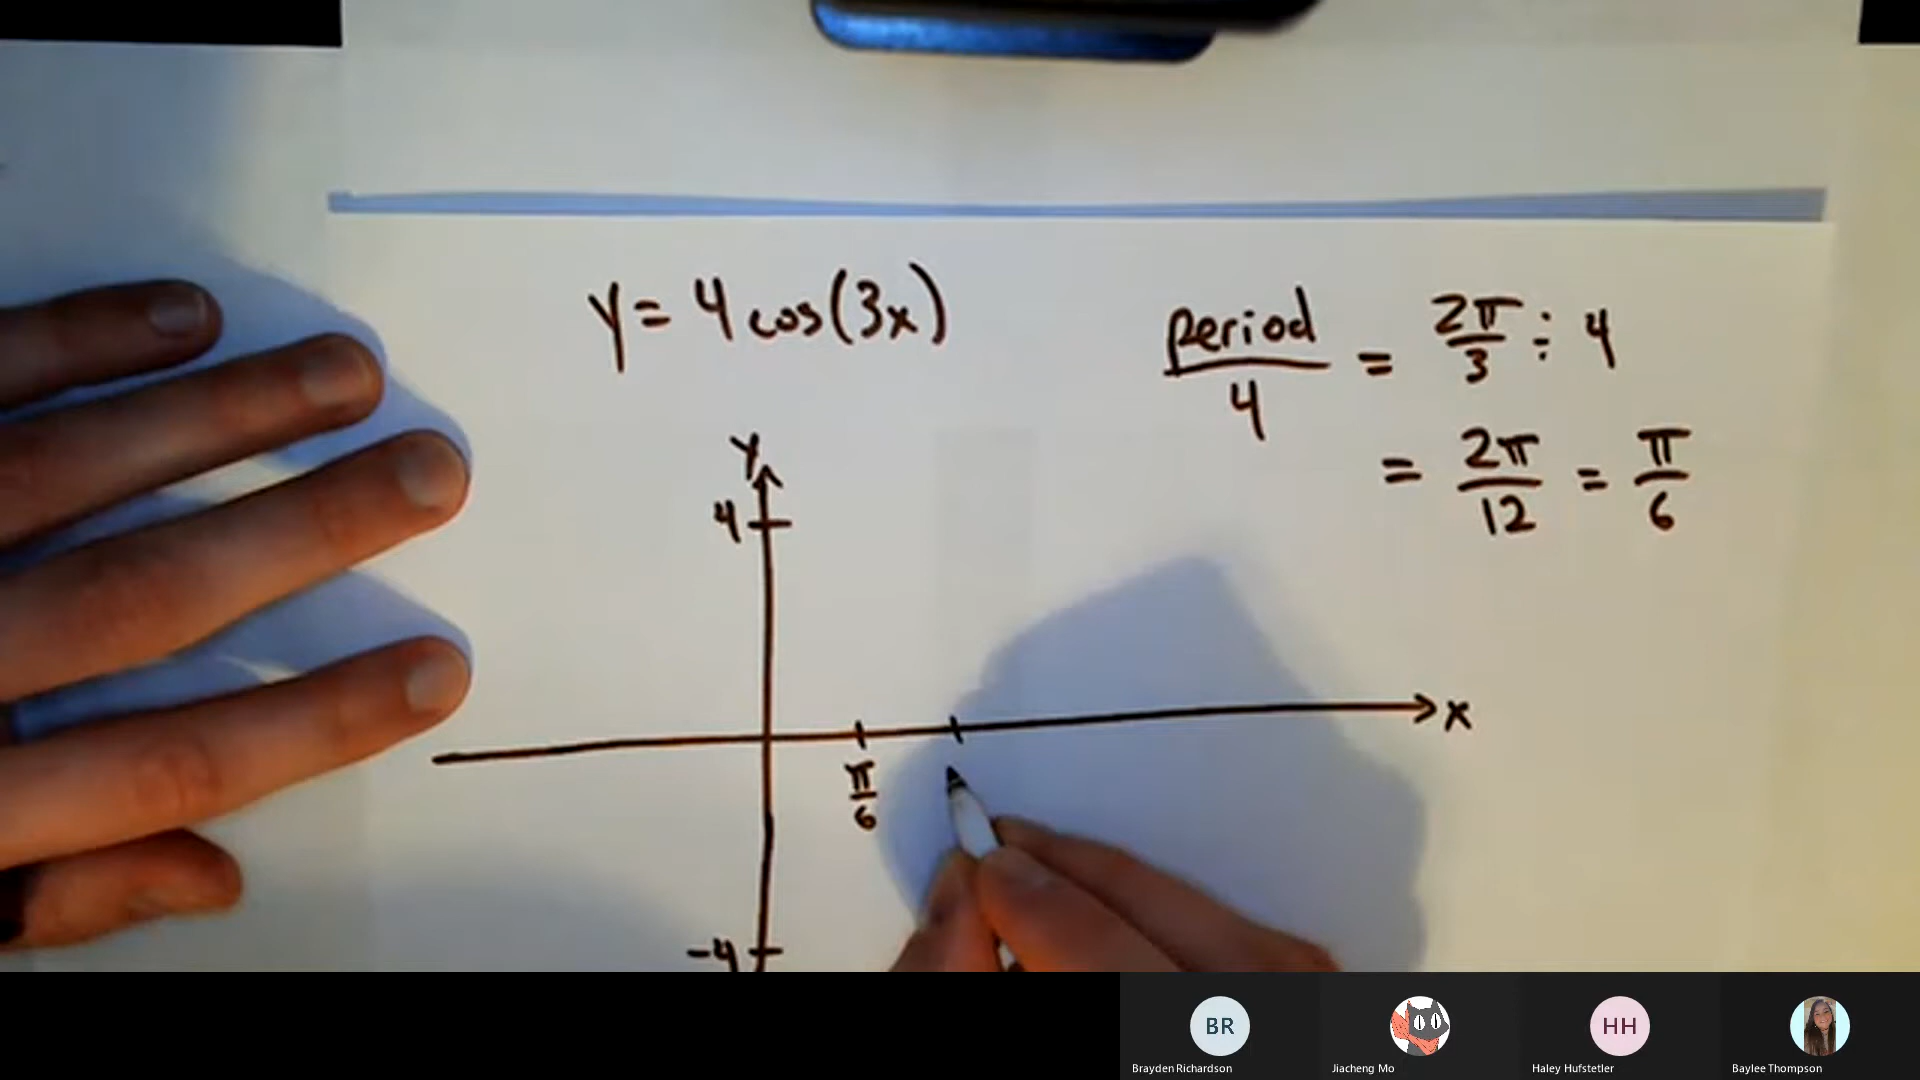 y = 4 cos(3x)
period/4 = 2π/3 ÷ 4
= 2π/12 = π/6
y
4
x
π/6
-4
BR
HH
Brayden Richardson
Jiacheng Mo
Haley Hufstetler
Baylee Thompson